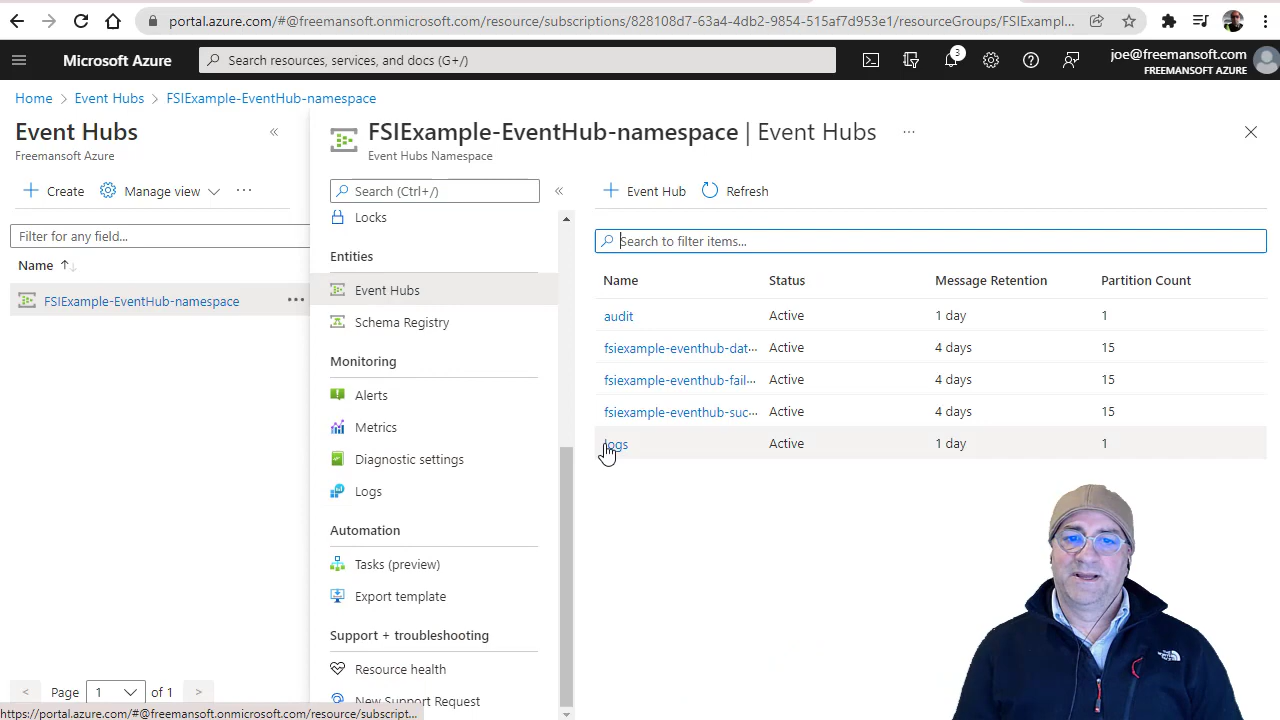 portal.azure.com/#@freemansoft.onmicrosoft.com/resource/subscriptions/828108d7-63a4-4db2-9854-515af7d953e1/resourceGroups/FSIExampl...
Microsoft Azure
Search resources, services, and docs (G+/)
3
joe@freemansoft.com
FREEMANSOFT AZURE
Home > Event Hubs > FSIExample-EventHub-namespace
Event Hubs
Freemansoft Azure
Create
Manage view
Filter for any field...
Name
FSIExample-EventHub-namespace
Page 1 of 1
FSIExample-EventHub-namespace | Event Hubs
Event Hubs Namespace
Search (Ctrl+/)
Locks
Entities
Event Hubs
Schema Registry
Monitoring
Alerts
Metrics
Diagnostic settings
Logs
Automation
Tasks (preview)
Export template
Support + troubleshooting
Resource health
New Support Request
Event Hub
Refresh
Search to filter items...
Name Status Message Retention Partition Count
audit Active 1 day 1
fsiexample-eventhub-dat... Active 4 days 15
fsiexample-eventhub-fail... Active 4 days 15
fsiexample-eventhub-suc... Active 4 days 15
logs Active 1 day 1
THE NORTH FACE
https://portal.azure.com/#@freemansoft.onmicrosoft.com/resource/subscript...